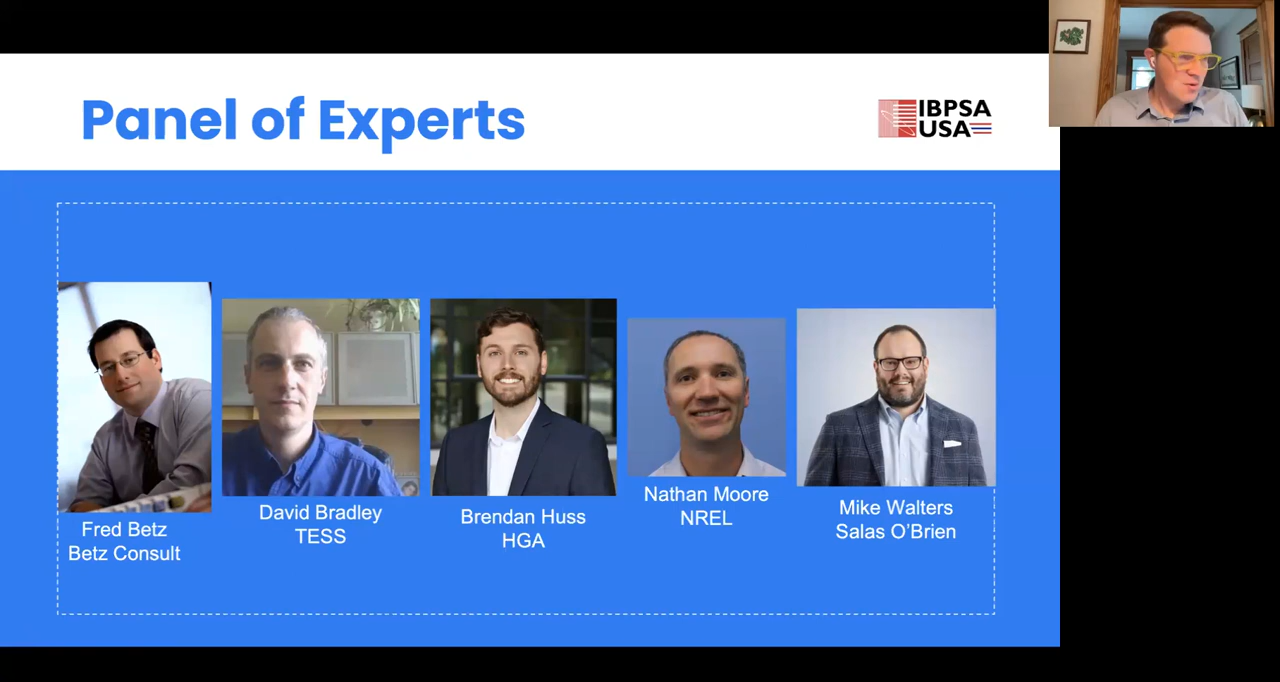 Panel of Experts
IBPSA
USA
Fred Betz
Betz Consult
David Bradley
TESS
Brendan Huss
HGA
Nathan Moore
NREL
Mike Walters
Salas O'Brien